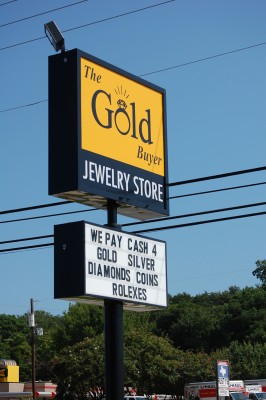 The
Gold
Buyer
JEWELRY STORE
WE PAY CASH 4
GOLD SILVER
DIAMONDS COINS
ROLEXES